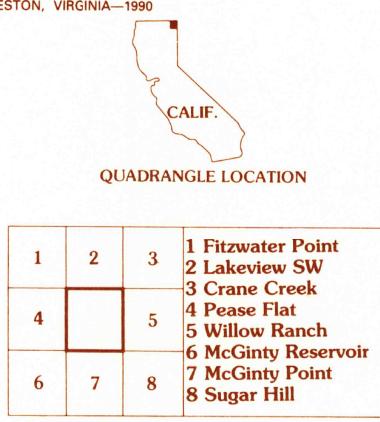 ESTON, VIRGINIA—1990
CALIF.
QUADRANGLE LOCATION
1 2 3
4 5
6 7 8
1 Fitzwater Point
2 Lakeview SW
3 Crane Creek
4 Pease Flat
5 Willow Ranch
6 McGinty Reservoir
7 McGinty Point
8 Sugar Hill